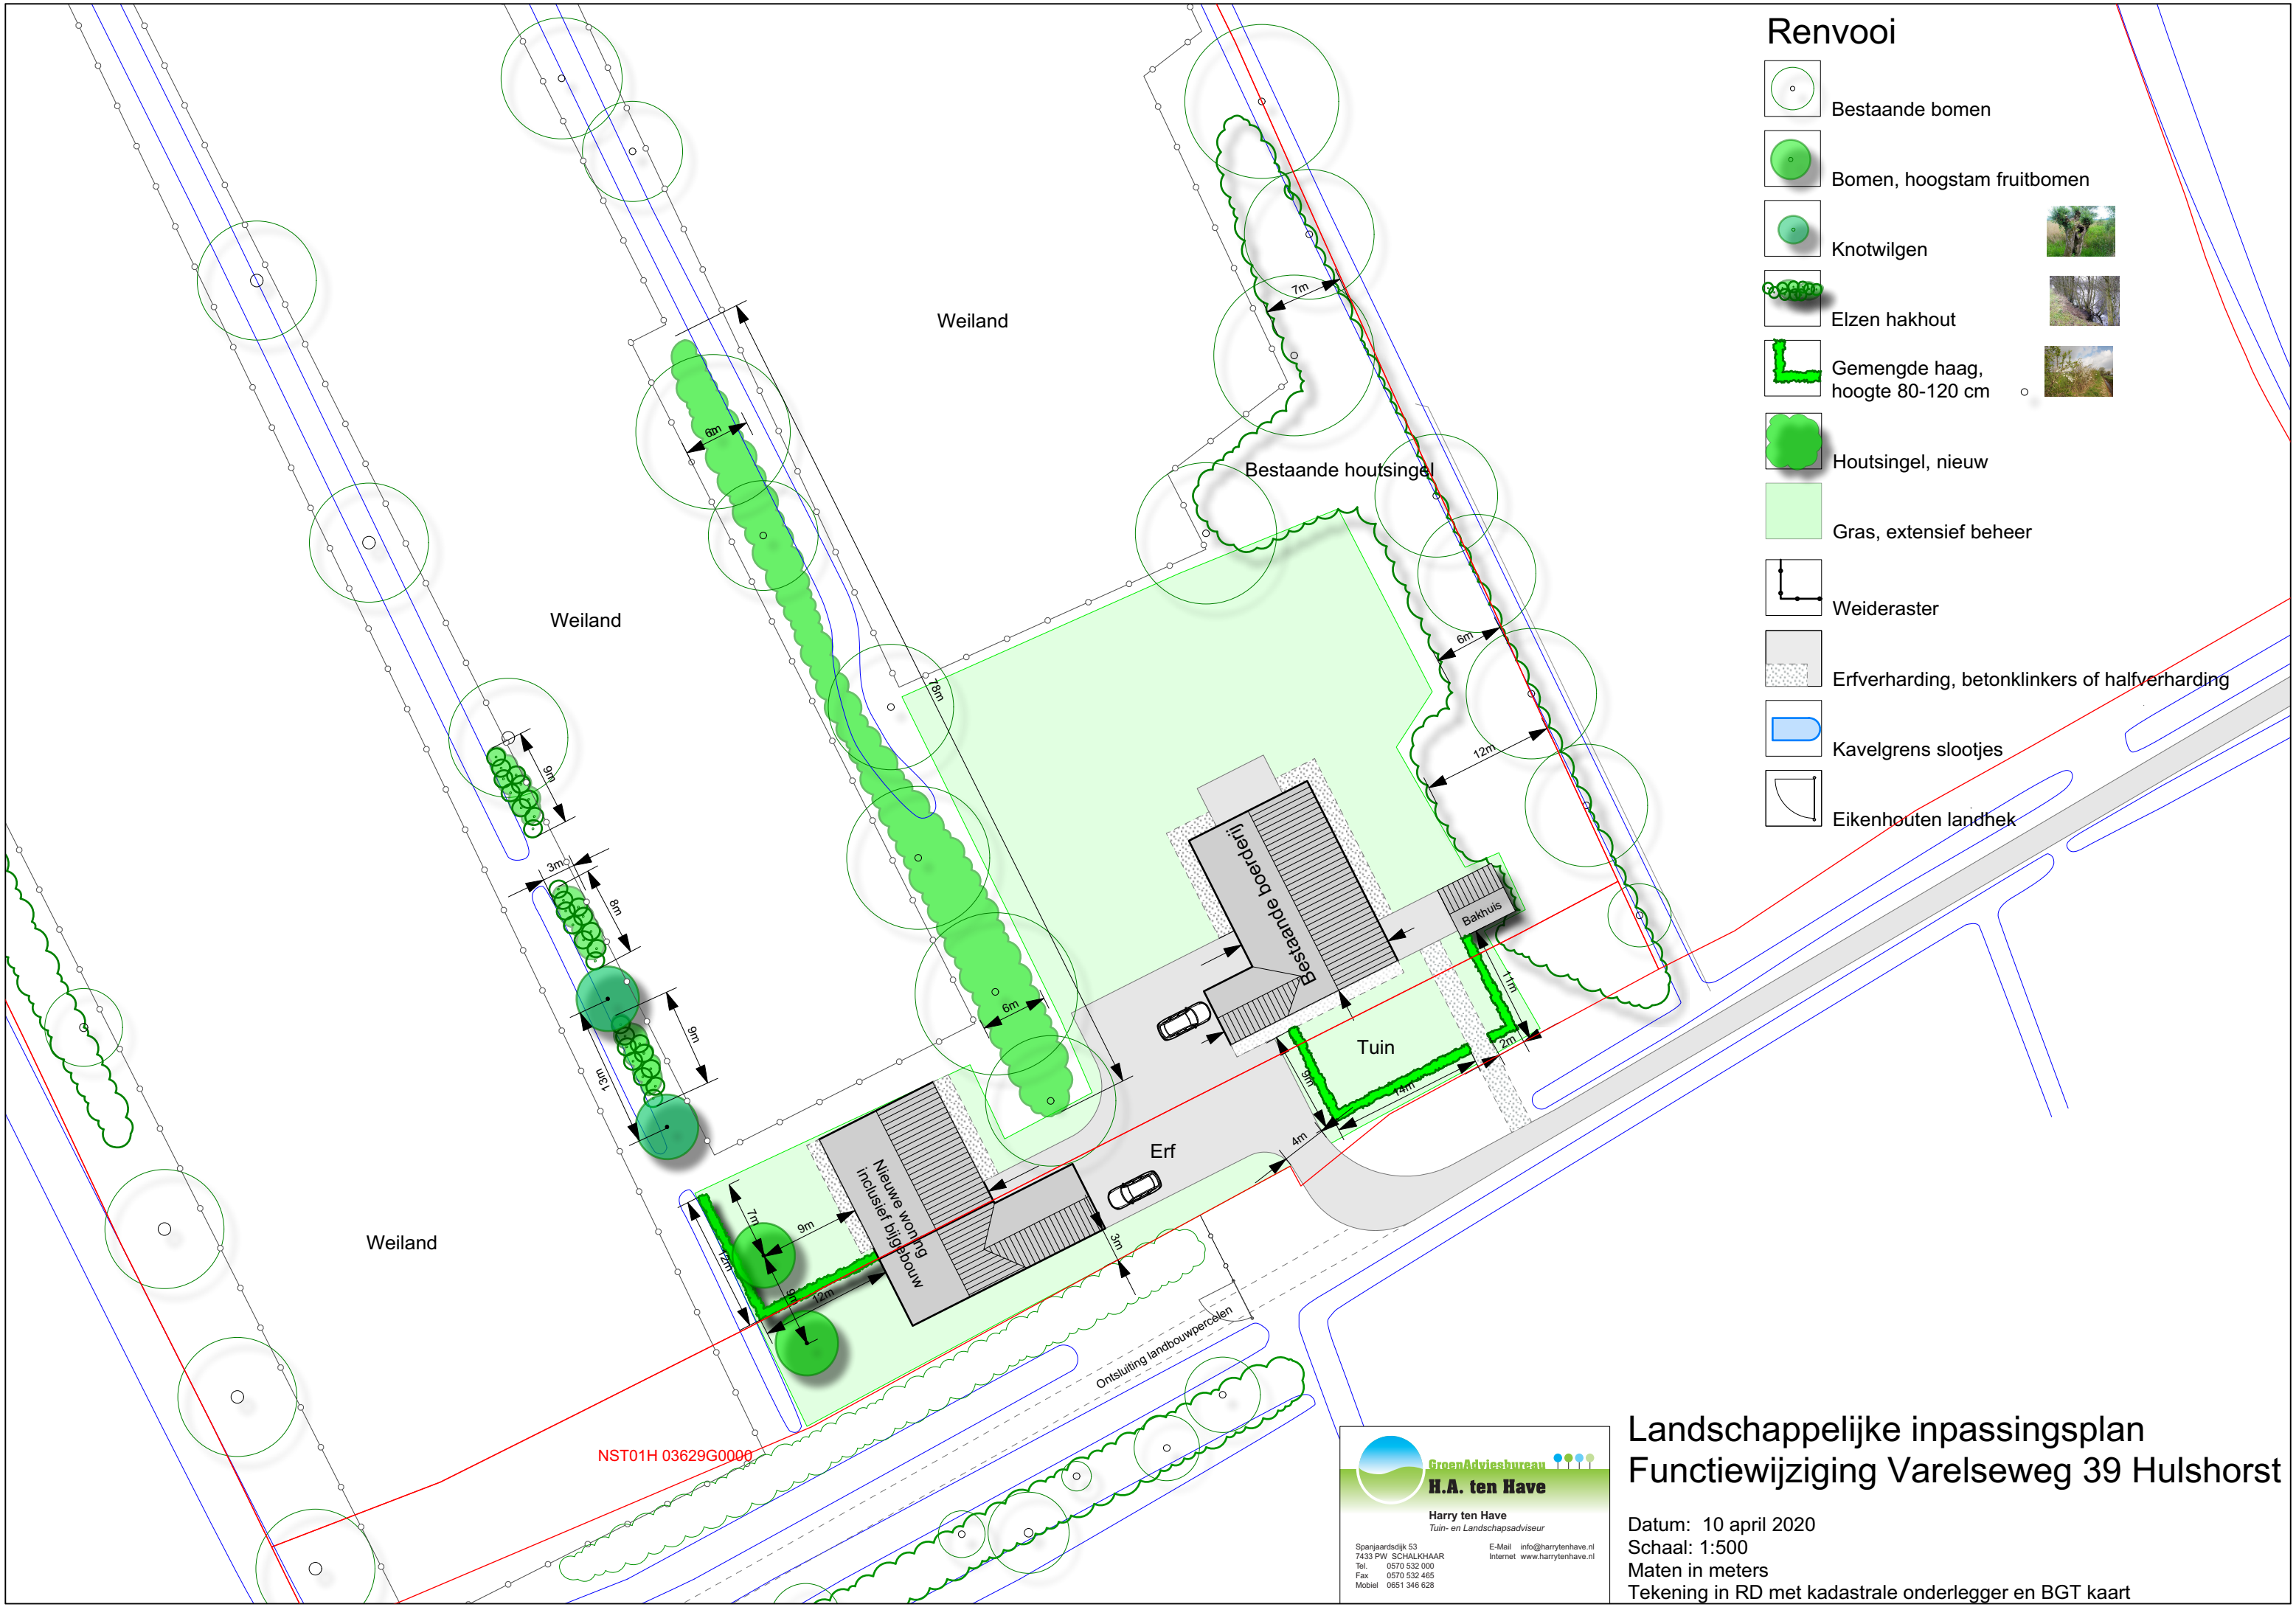 Renvooi
Bestaande bomen
Bomen, hoogstam fruitbomen
Knotwilgen
Elzen hakhout
Gemengde haag,
hoogte 80-120 cm
Houtsingel, nieuw
Gras, extensief beheer
Weideraster
Erfverharding, betonklinkers of halfverharding
Kavelgrens slootjes
Eikenhouten landhek
Weiland
7m
Bestaande houtsingel
6m
Weiland
78m
6m
12m
9m
3m
8m
9m
13m
6m
Bestaande boerderij
Bakhuis
11m
Tuin
2m
9m
14m
4m
Erf
Nieuwe woning
inclusief bijgebouw
7m
9m
12m
9m
12m
3m
Weiland
Ontsluiting landbouwpercelen
NST01H 03629G0000
GroenAdviesbureau
H.A. ten Have
Harry ten Have
Tuin- en Landschapsadviseur
Spanjaardsdijk 53
7433 PW SCHALKHAAR
Tel. 0570 532 000
Fax 0570 532 465
Mobiel 0651 346 628
E-Mail info@harrytenhave.nl
Internet www.harrytenhave.nl
Landschappelijke inpassingsplan
Functiewijziging Varelseweg 39 Hulshorst
Datum: 10 april 2020
Schaal: 1:500
Maten in meters
Tekening in RD met kadastrale onderlegger en BGT kaart